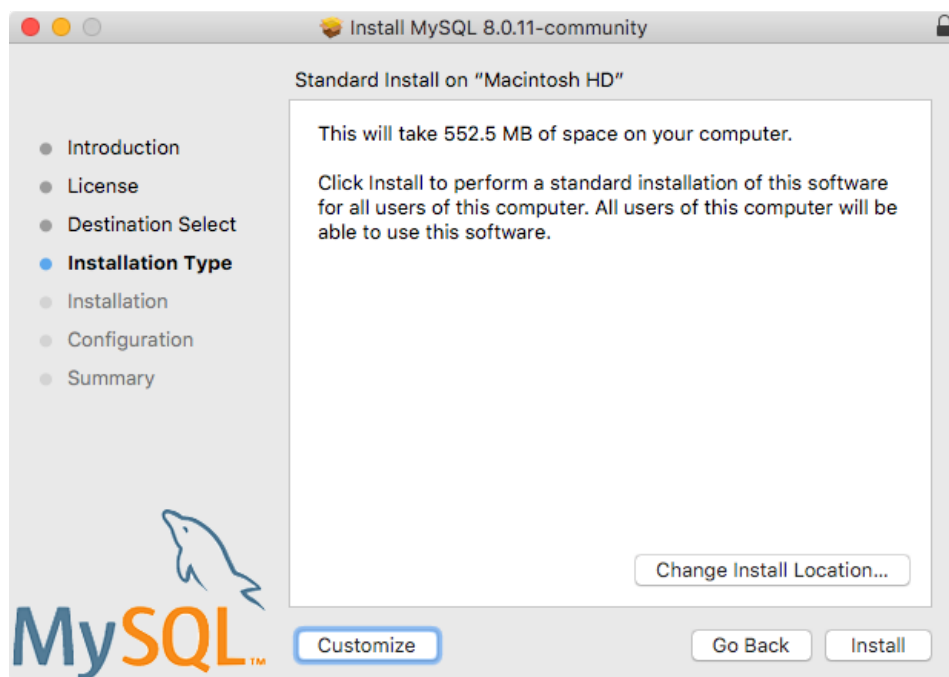 Install MySQL 8.0.11-community
Standard Install on “Macintosh HD”
Introduction
License
Destination Select
Installation Type
Installation
Configuration
Summary
This will take 552.5 MB of space on your computer.
Click Install to perform a standard installation of this software
for all users of this computer. All users of this computer will be
able to use this software.
Change Install Location...
MySQL™
Customize
Go Back
Install